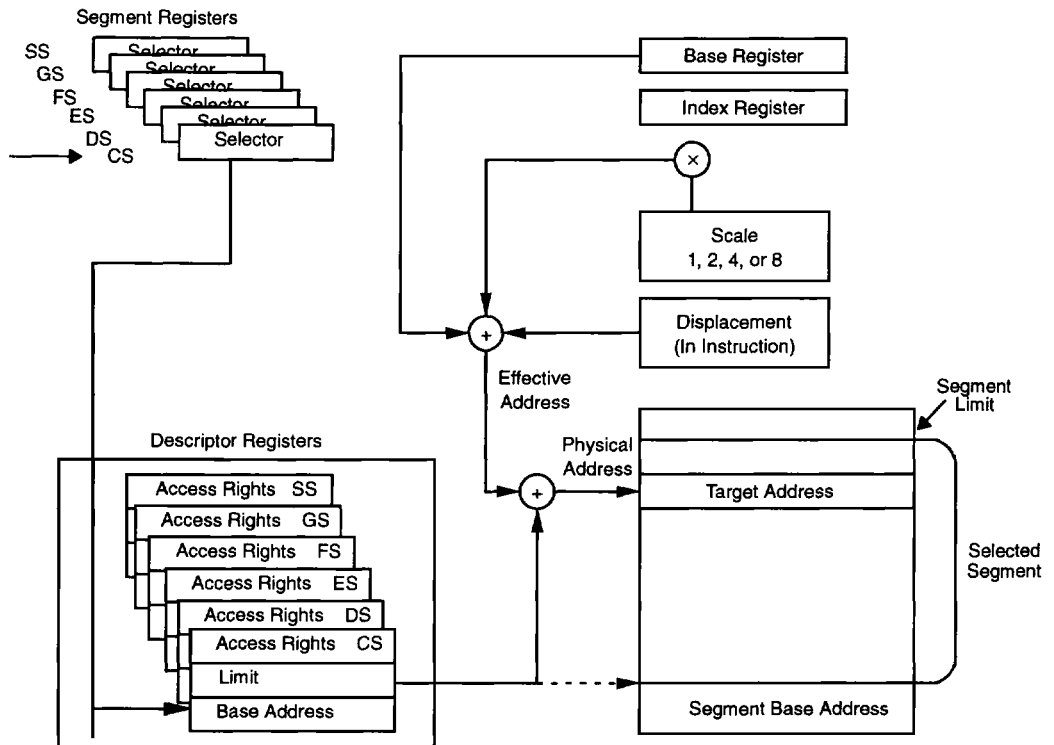 Segment Registers
SS
GS
FS
ES
DS
CS
Selector
Selector
Selector
Selector
Selector
Selector
Base Register
Index Register
×
Scale
1, 2, 4, or 8
Displacement
(In Instruction)
+
Effective
Address
Segment
Limit
Descriptor Registers
Physical
Address
+
Target Address
Selected
Segment
Access Rights SS
Access Rights GS
Access Rights FS
Access Rights ES
Access Rights DS
Access Rights CS
Limit
Base Address
Segment Base Address